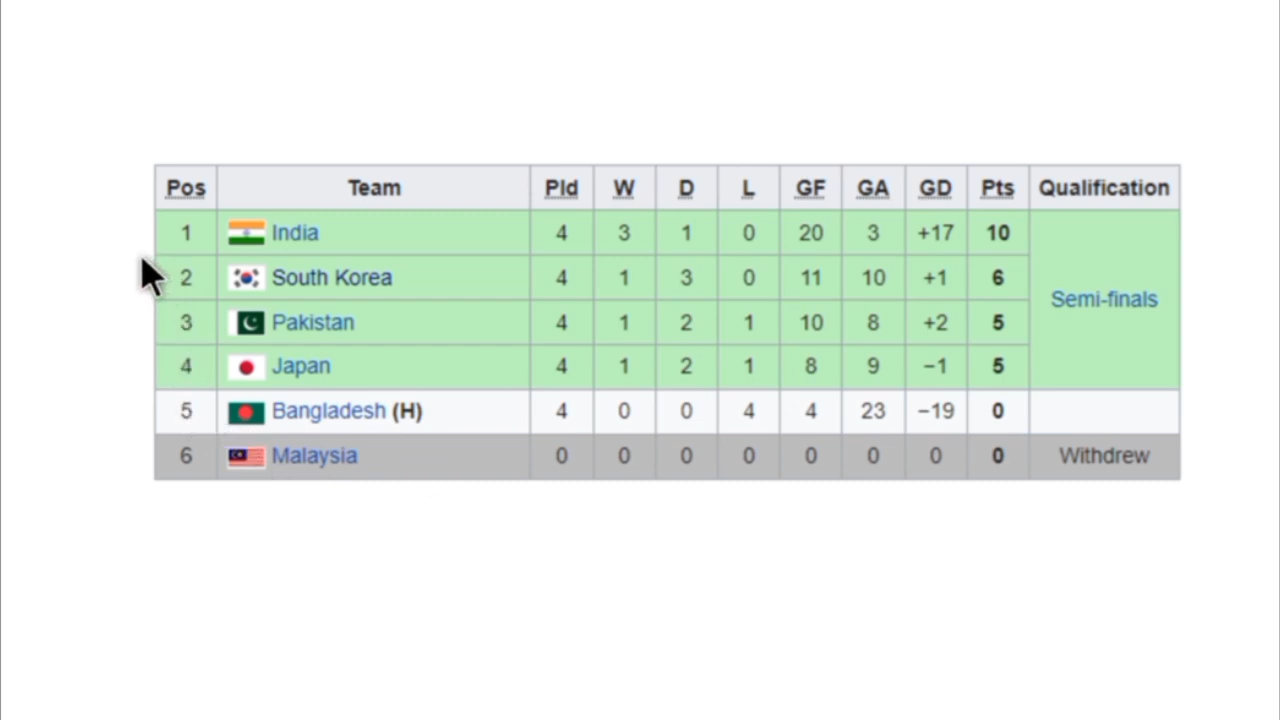 Pos Team Pld W D L GF GA GD Pts Qualification
1 India 4 3 1 0 20 3 +17 10
2 South Korea 4 1 3 0 11 10 +1 6
Semi-finals
3 Pakistan 4 1 2 1 10 8 +2 5
4 Japan 4 1 2 1 8 9 −1 5
5 Bangladesh (H) 4 0 0 4 4 23 −19 0
6 Malaysia 0 0 0 0 0 0 0 0 Withdrew